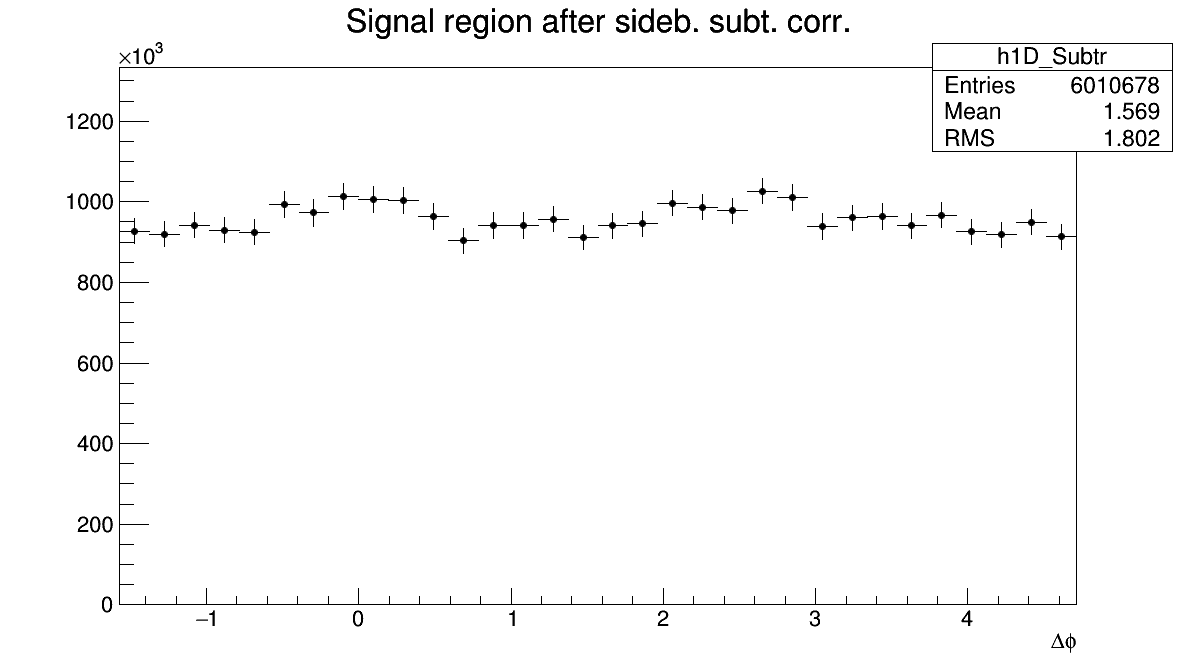 Signal region after sideb. subt. corr.
×10³
h1D_Subtr
Entries 6010678
Mean 1.569
RMS 1.802
1200
1000
800
600
400
200
0
−1 0 1 2 3 4
Δϕ